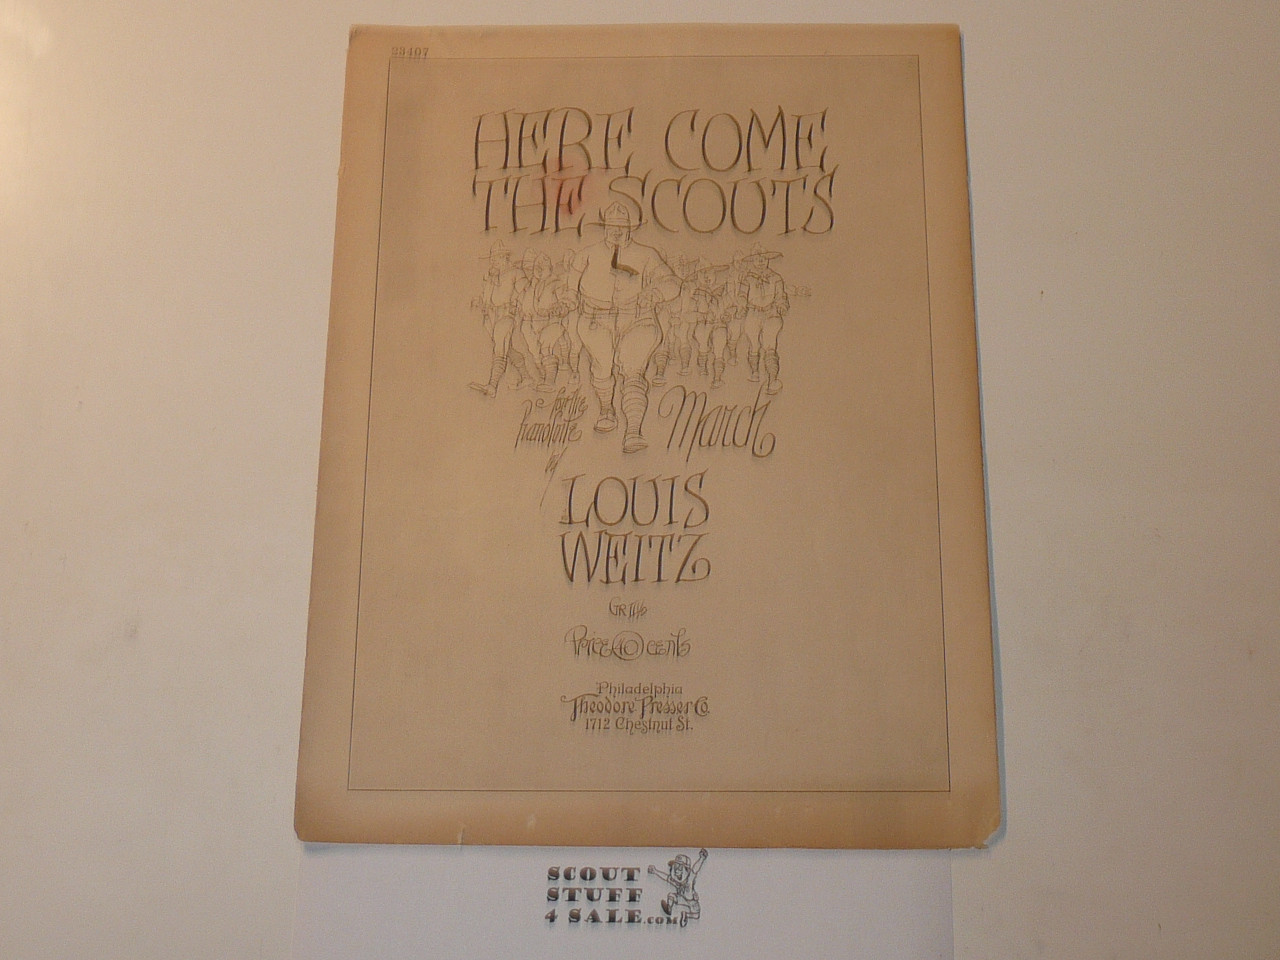 23407
HERE COME
THE SCOUTS
for the
Pianoforte
by
March
LOUIS
WEITZ
Price 40 cents
Philadelphia
Theodore Presser Co.
1712 Chestnut St.
SCOUT
STUFF
4 SALE.COM